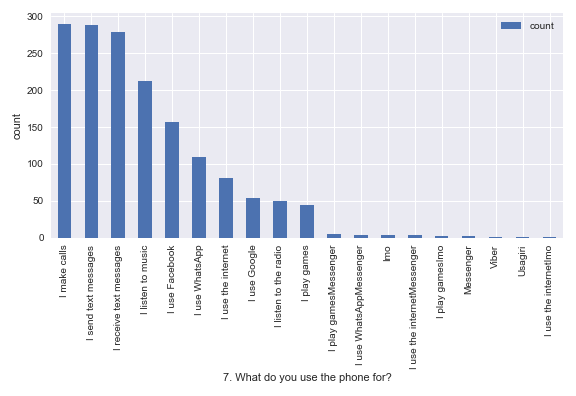 300
250
200
150
100
50
0
count
count
I make calls
I send text messages
I receive text messages
I listen to music
I use Facebook
I use WhatsApp
I use the internet
I use Google
I listen to the radio
I play games
I play gamesMessenger
I use WhatsAppMessenger
Imo
I use the internetMessenger
I play gamesImo
Messenger
Viber
Usagiri
I use the internetImo
7. What do you use the phone for?